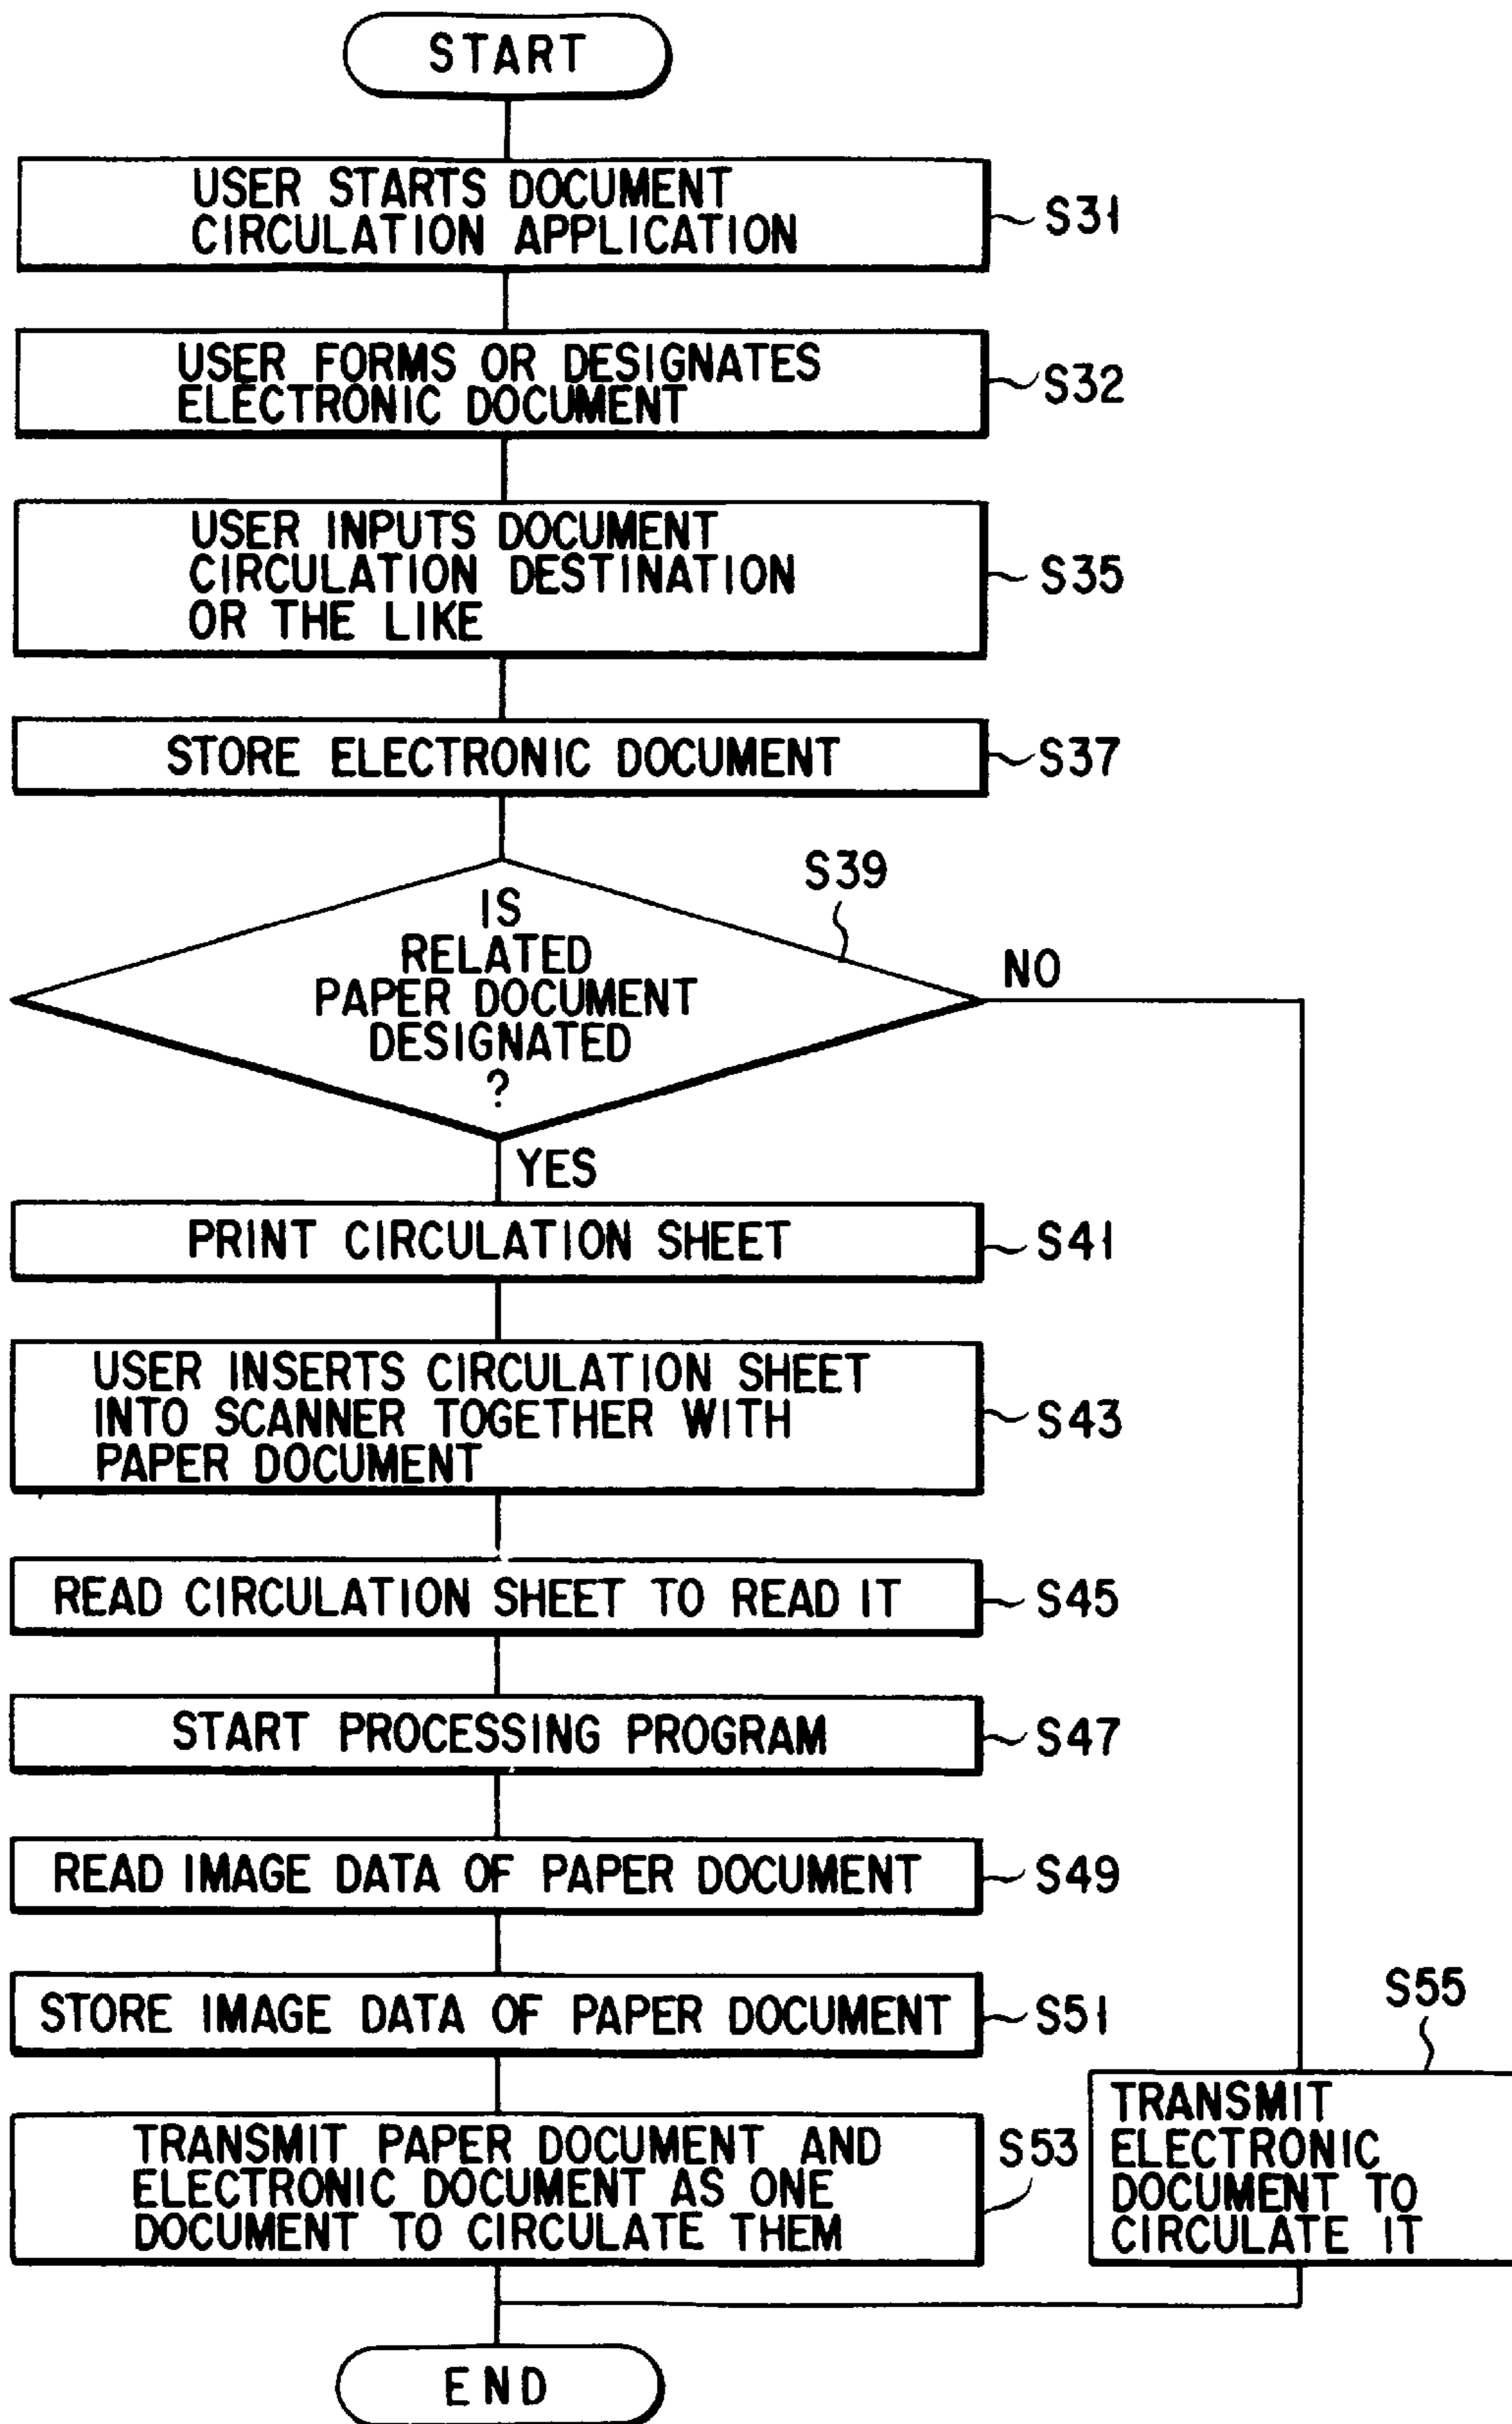 START
USER STARTS DOCUMENT
CIRCULATION APPLICATION
S31
USER FORMS OR DESIGNATES
ELECTRONIC DOCUMENT
S32
USER INPUTS DOCUMENT
CIRCULATION DESTINATION
OR THE LIKE
S35
STORE ELECTRONIC DOCUMENT
S37
S39
IS
RELATED
PAPER DOCUMENT
DESIGNATED
?
NO
YES
PRINT CIRCULATION SHEET
S41
USER INSERTS CIRCULATION SHEET
INTO SCANNER TOGETHER WITH
PAPER DOCUMENT
S43
READ CIRCULATION SHEET TO READ IT
S45
START PROCESSING PROGRAM
S47
READ IMAGE DATA OF PAPER DOCUMENT
S49
STORE IMAGE DATA OF PAPER DOCUMENT
S51
TRANSMIT PAPER DOCUMENT AND
ELECTRONIC DOCUMENT AS ONE
DOCUMENT TO CIRCULATE THEM
S53
S55
TRANSMIT
ELECTRONIC
DOCUMENT TO
CIRCULATE IT
END